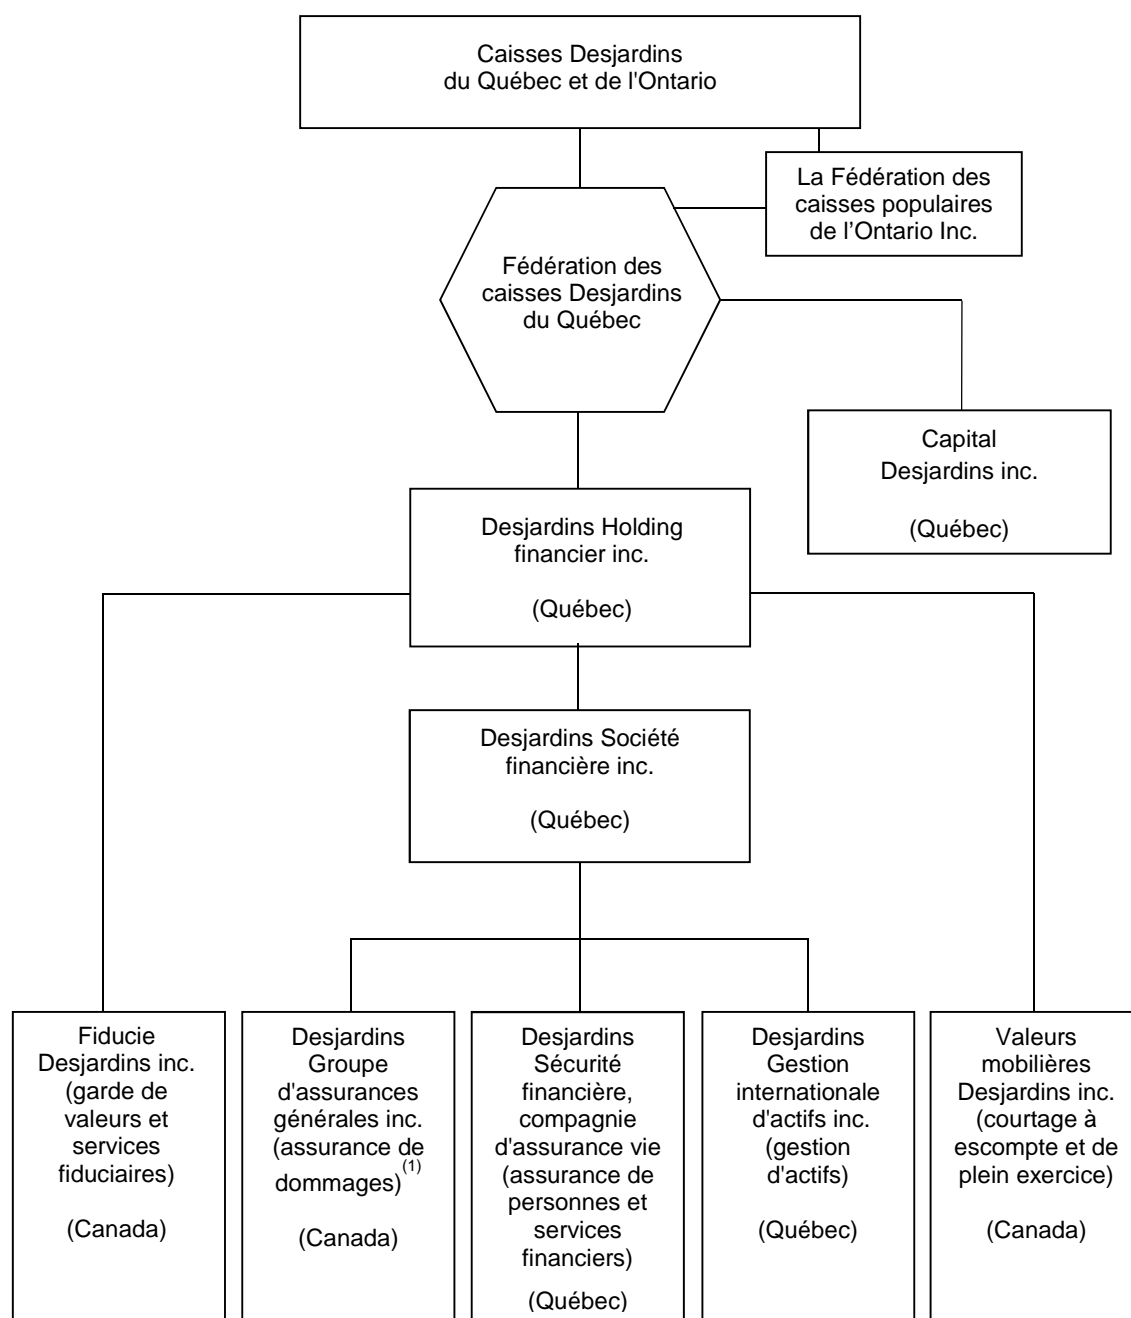 Caisses Desjardins
du Québec et de l'Ontario
La Fédération des
caisses populaires
de l’Ontario Inc.
Fédération des
caisses Desjardins
du Québec
Capital
Desjardins inc.
(Québec)
Desjardins Holding
financier inc.
(Québec)
Desjardins Société
financière inc.
(Québec)
Fiducie
Desjardins inc.
(garde de
valeurs et
services
fiduciaires)
(Canada)
Desjardins
Groupe
d'assurances
générales inc.
(assurance de
dommages)(1)
(Canada)
Desjardins
Sécurité
financière,
compagnie
d'assurance vie
(assurance de
personnes et
services
financiers)
(Québec)
Desjardins
Gestion
internationale
d'actifs inc.
(gestion
d'actifs)
(Québec)
Valeurs
mobilières
Desjardins inc.
(courtage à
escompte et de
plein exercice)
(Canada)